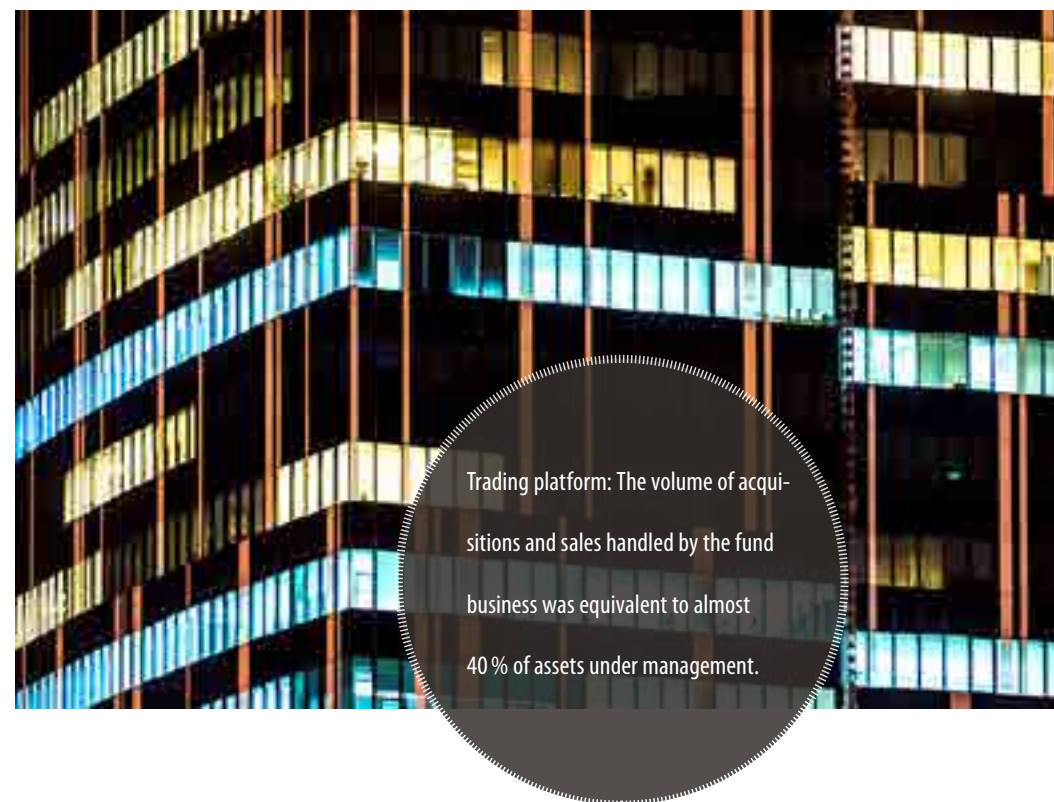 Trading platform: The volume of acqui-
sitions and sales handled by the fund
business was equivalent to almost
40 % of assets under management.